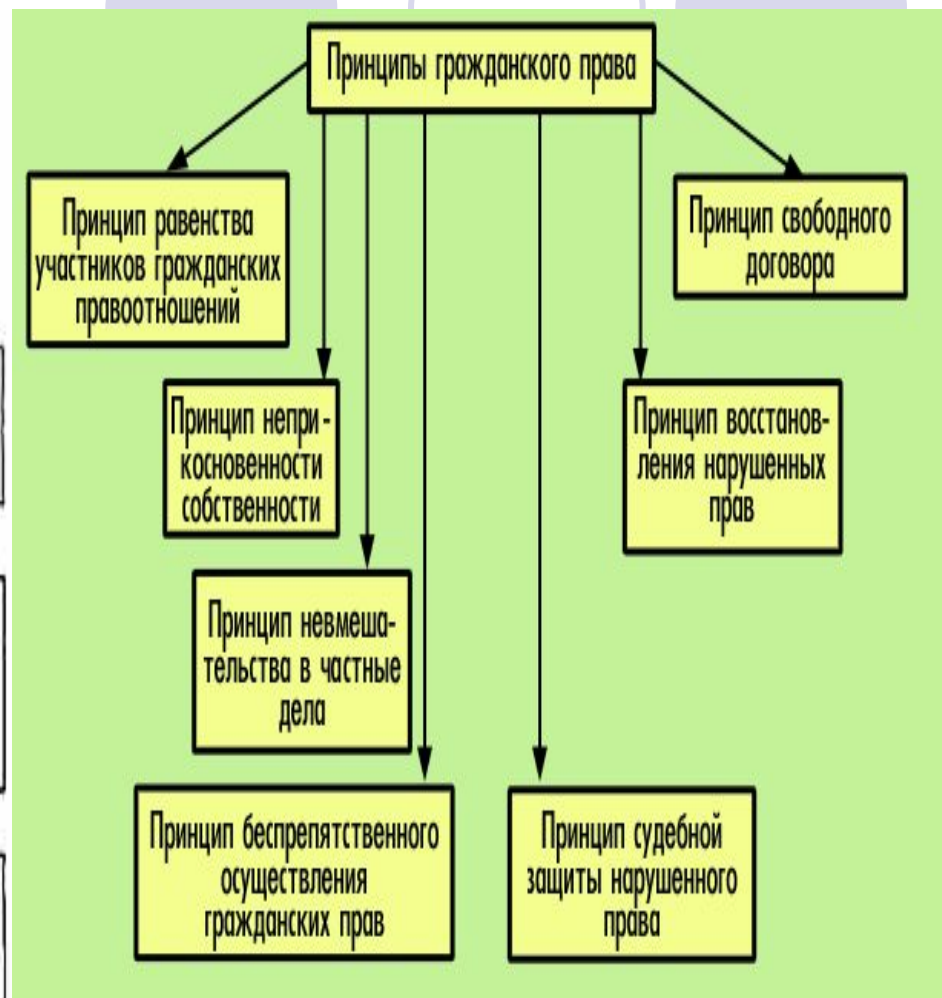 Принципы гражданского права
Принцип равенства
участников гражданских
правоотношений
Принцип свободного
договора
Принцип непри-
косновенности
собственности
Принцип восстанов-
ления нарушенных
прав
Принцип невмеша-
тельства в частные
дела
Принцип беспрепятственного
осуществления
гражданских прав
Принцип судебной
защиты нарушенного
права